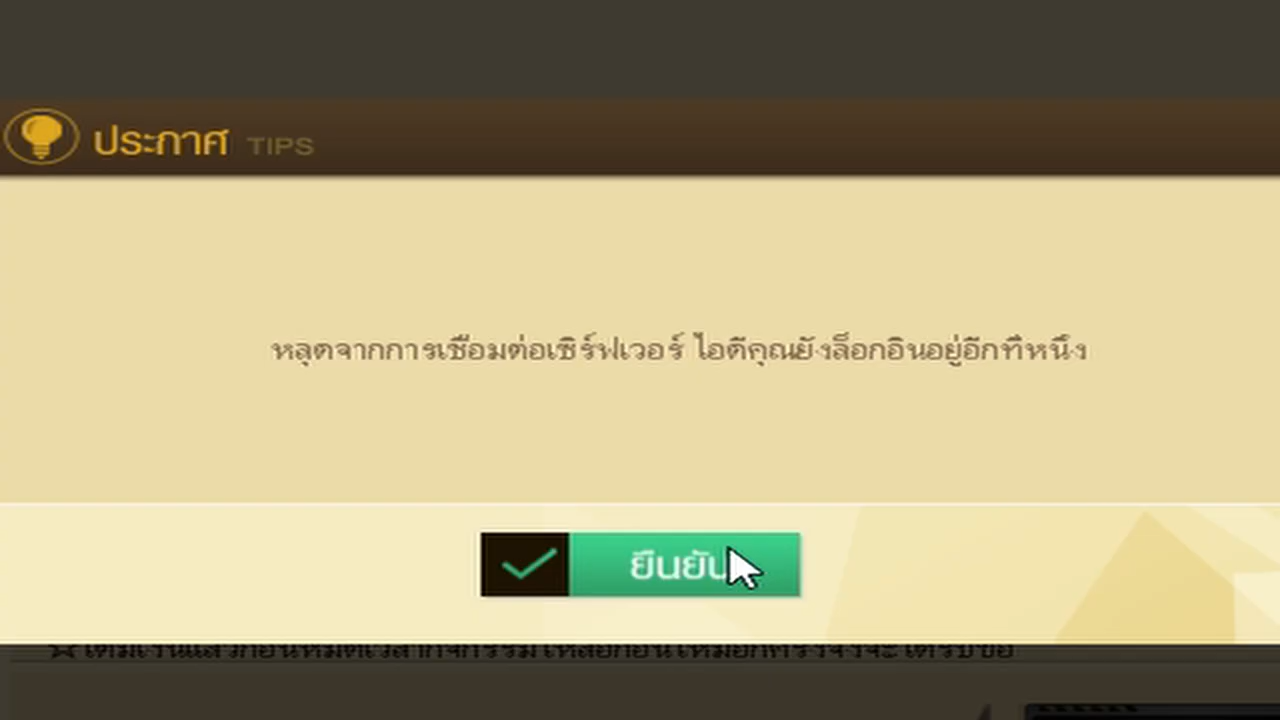 ประกาศ TIPS
หลุดจากการเชื่อมต่อเซิร์ฟเวอร์ ไอดีคุณยังล็อกอินอยู่อีกที่หนึ่ง
ยืนยัน